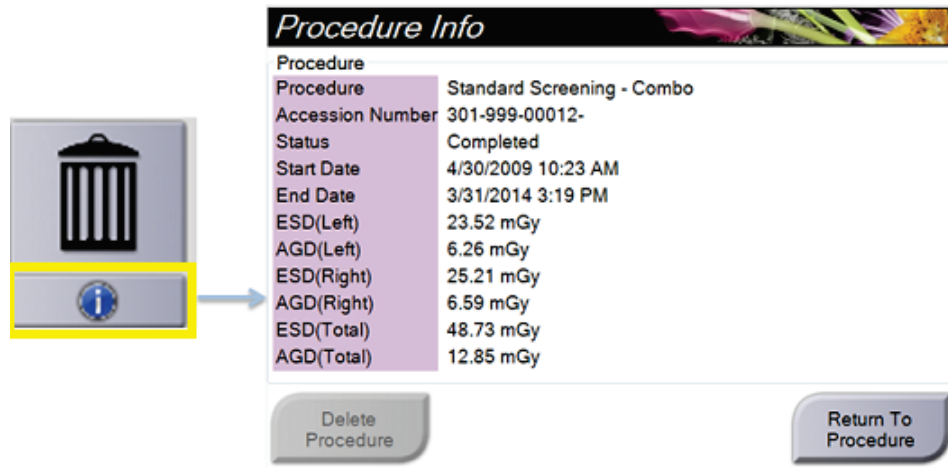 Procedure Info
Procedure
Procedure Standard Screening - Combo
Accession Number 301-999-00012-
Status Completed
Start Date 4/30/2009 10:23 AM
End Date 3/31/2014 3:19 PM
ESD(Left) 23.52 mGy
AGD(Left) 6.26 mGy
ESD(Right) 25.21 mGy
AGD(Right) 6.59 mGy
ESD(Total) 48.73 mGy
AGD(Total) 12.85 mGy
Delete
Procedure
Return To
Procedure